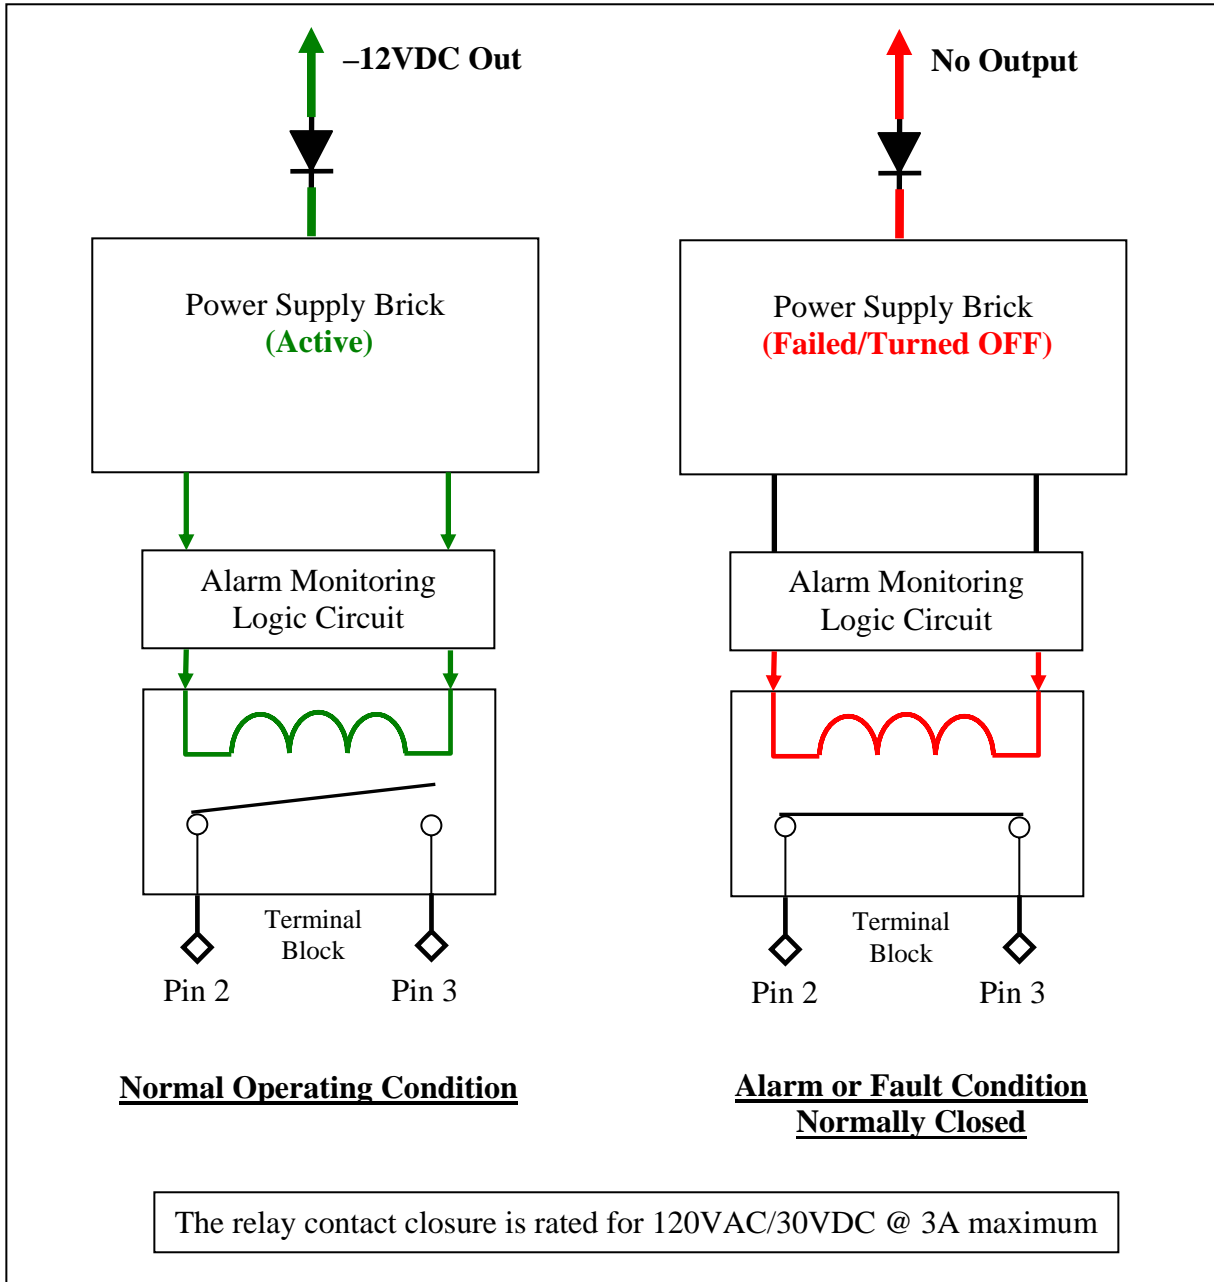 –12VDC Out
Power Supply Brick
(Active)
Alarm Monitoring
Logic Circuit
Terminal
Block
Pin 2
Pin 3
Normal Operating Condition
No Output
Power Supply Brick
(Failed/Turned OFF)
Alarm Monitoring
Logic Circuit
Terminal
Block
Pin 2
Pin 3
Alarm or Fault Condition
Normally Closed
The relay contact closure is rated for 120VAC/30VDC @ 3A maximum